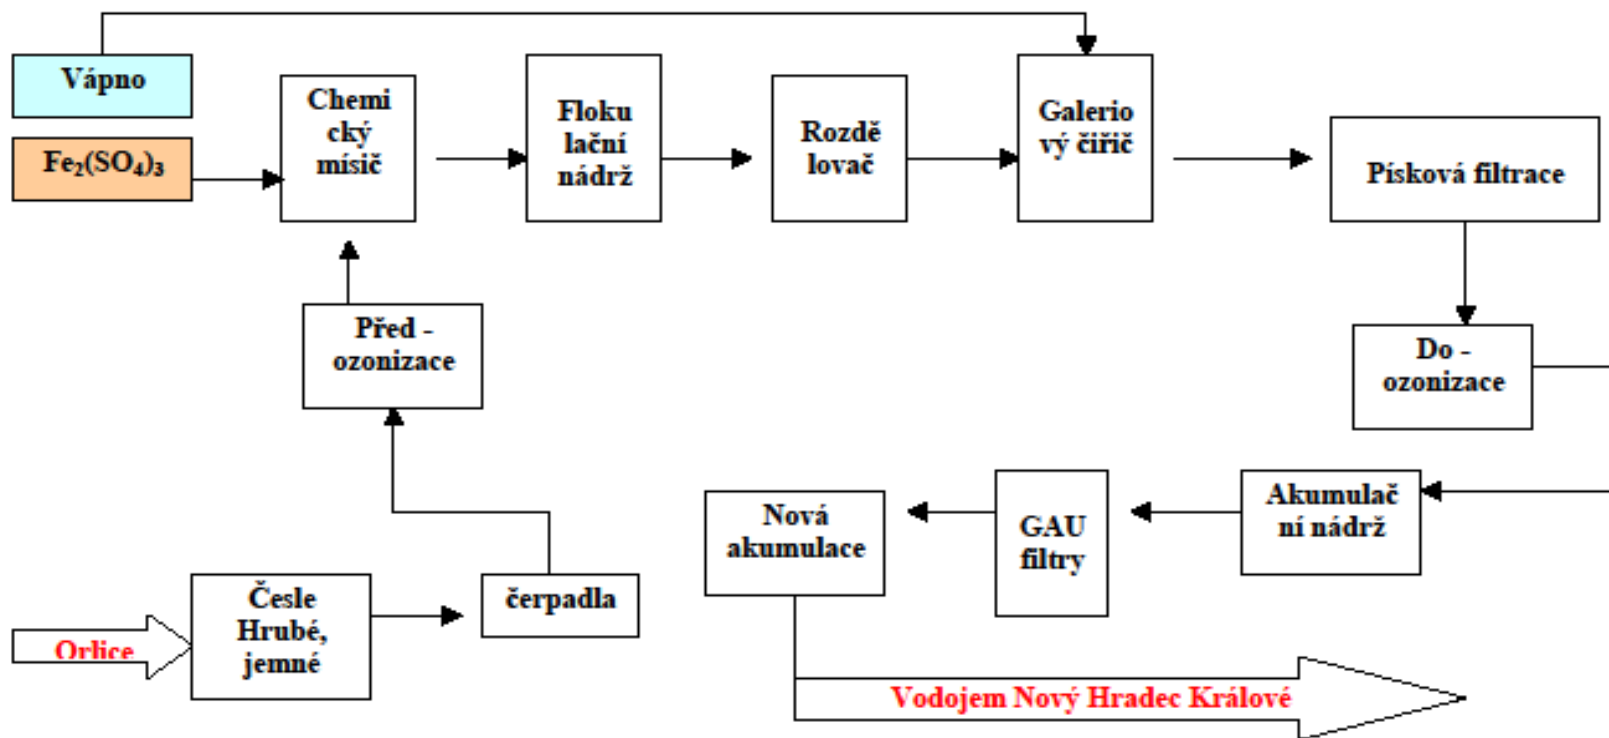 Vápno
Fe₂(SO₄)₃
Chemi
cký
mísič
Floku
lační
nádrž
Rozdě
lovač
Galerio
vý čiřič
Písková filtrace
Před -
ozonizace
Do -
ozonizace
Akumulač
ní nádrž
GAU
filtry
Nová
akumulace
čerpadla
Česle
Hrubé,
jemné
Orlice
Vodojem Nový Hradec Králové